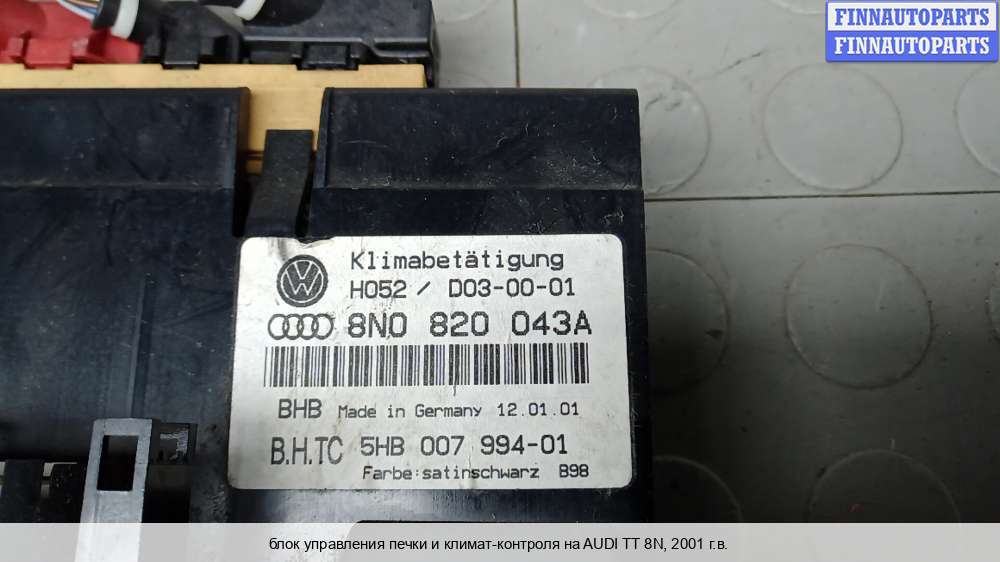 FINNAUTOPARTS
FINNAUTOPARTS
Klimabetätigung
H052 / D03-00-01
8N0 820 043A
BHB Made in Germany 12.01.01
B.H.TC 5HB 007 994-01
Farbe:satinschwarz B98
блок управления печки и климат-контроля на AUDI TT 8N, 2001 г.в.